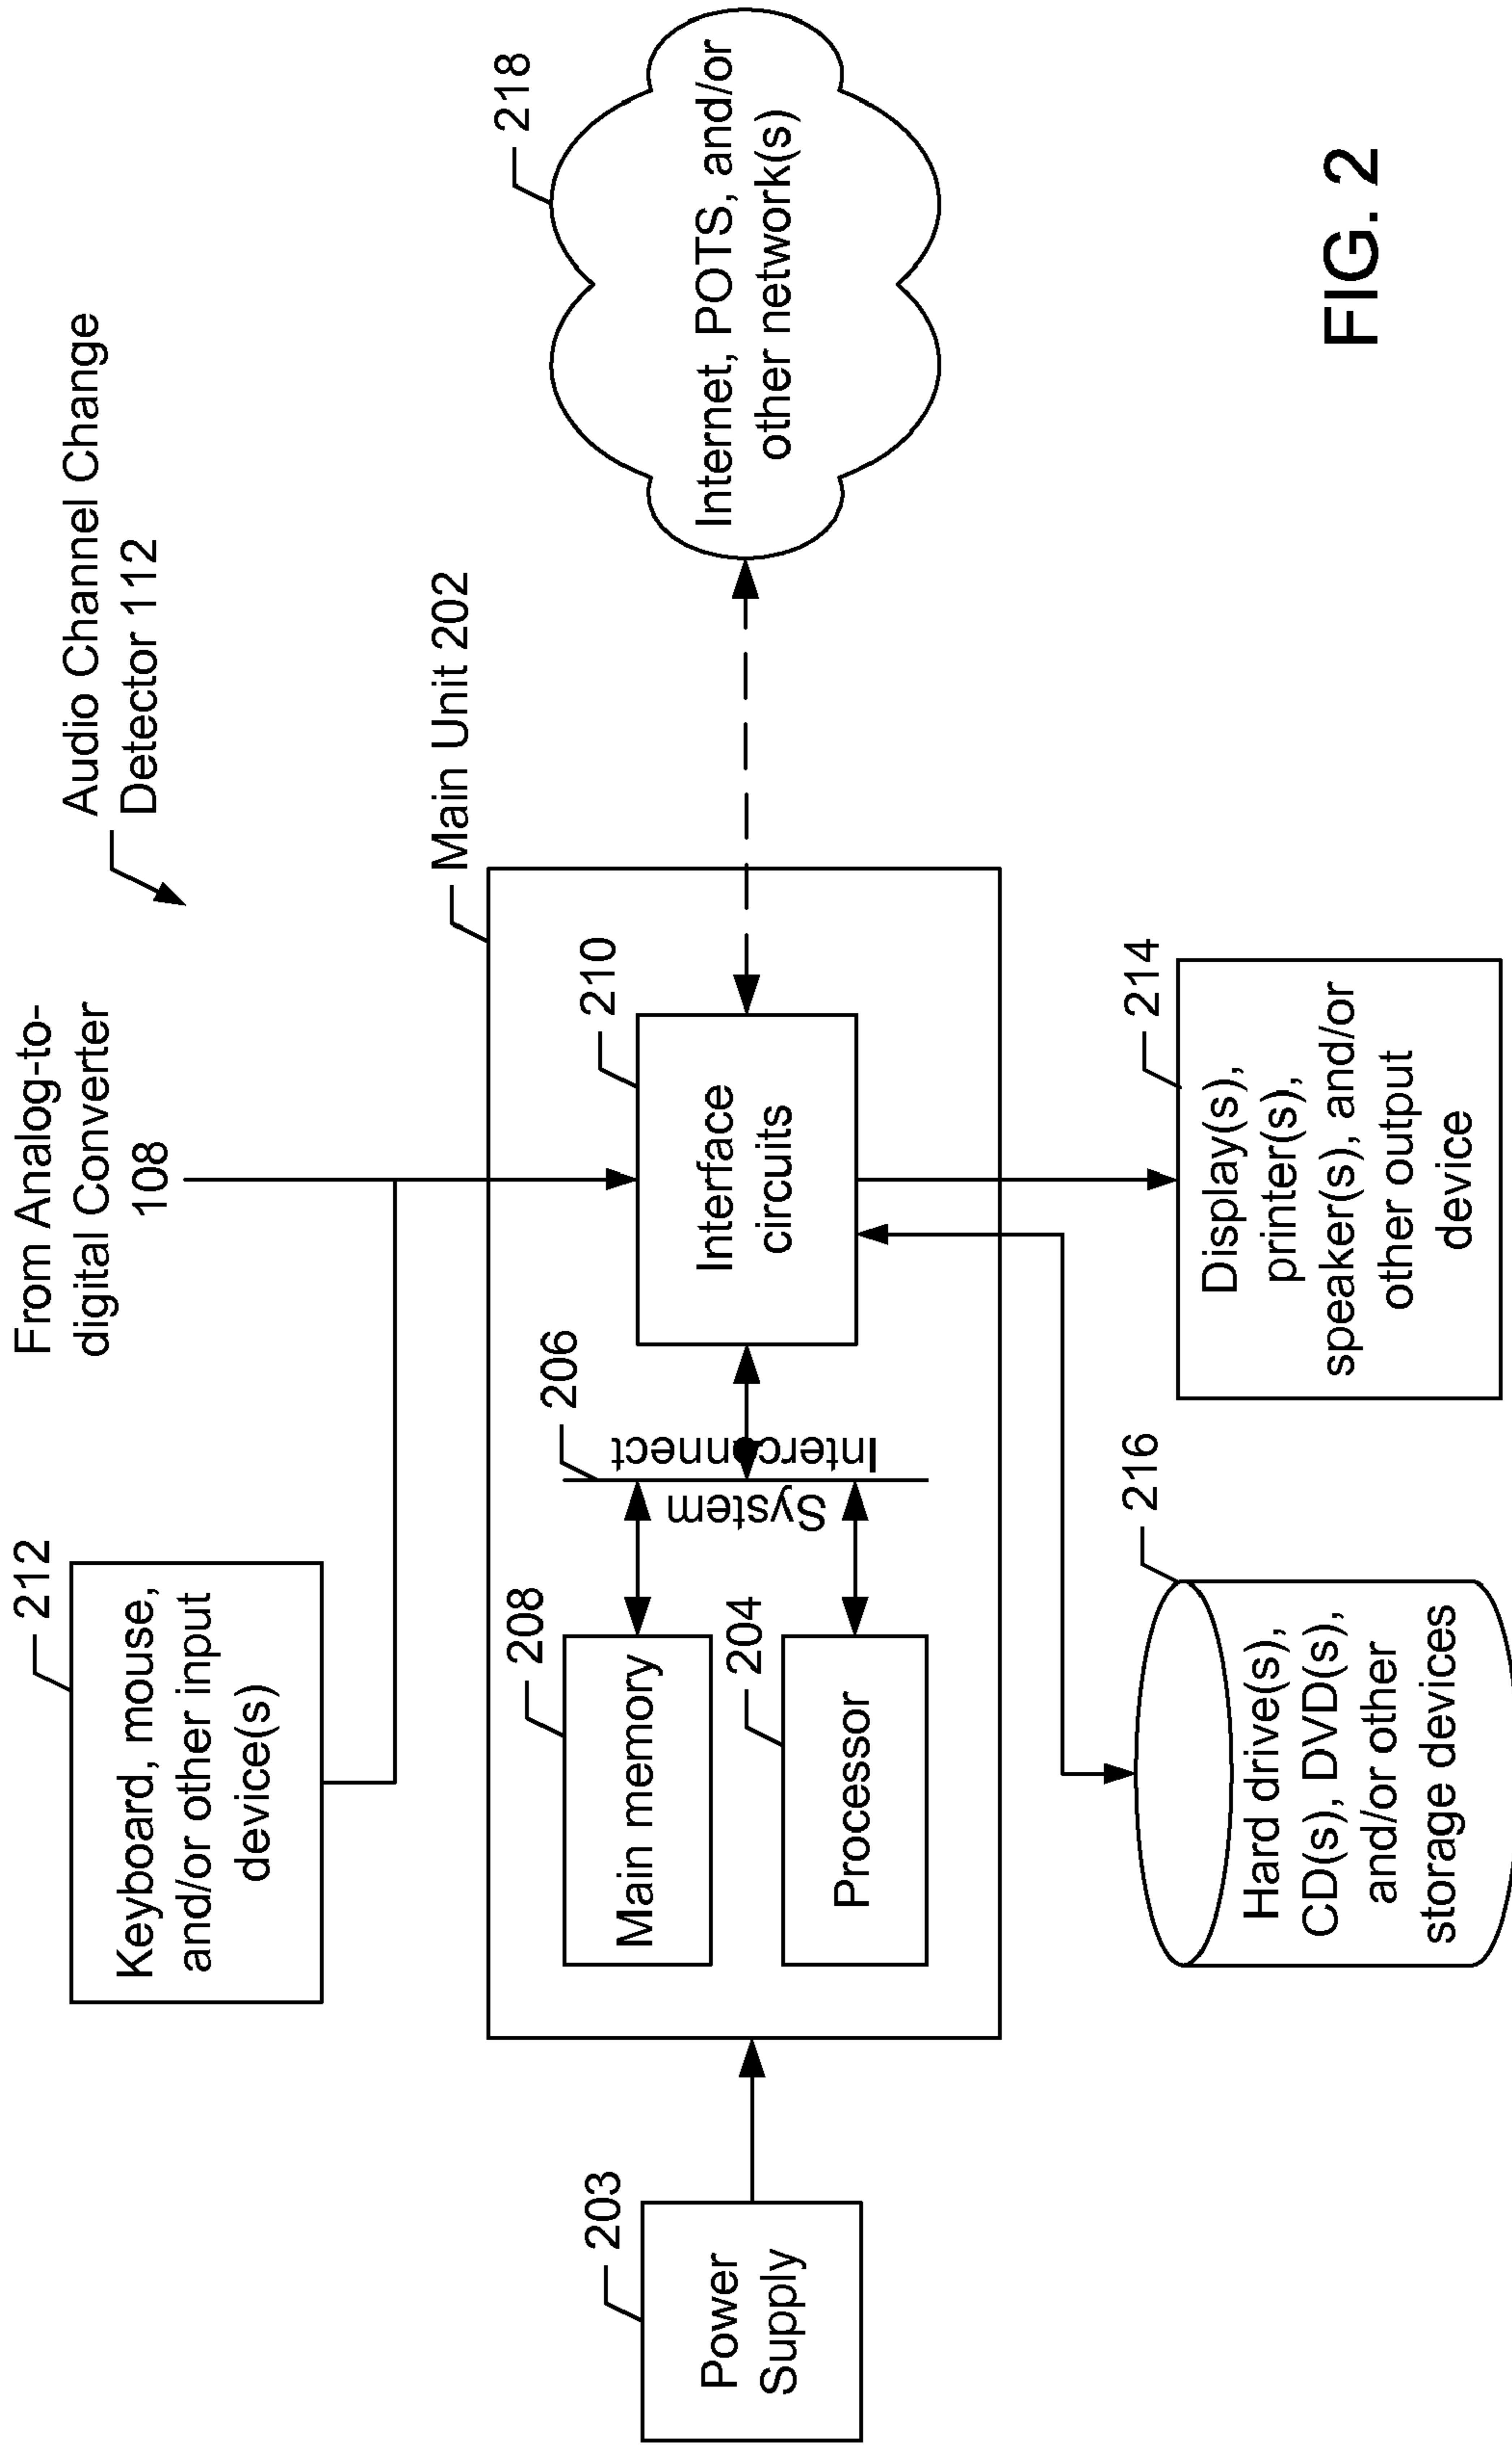 Audio Channel Change
Detector 112
From Analog-to-
digital Converter
108
212
Keyboard, mouse,
and/or other input
device(s)
Main Unit 202
218
Internet, POTS, and/or
other network(s)
203
Power
Supply
208
Main memory
204
Processor
206
System
Interconnect
210
Interface
circuits
216
Hard drive(s),
CD(s), DVD(s),
and/or other
storage devices
214
Display(s),
printer(s),
speaker(s), and/or
other output
device
FIG. 2